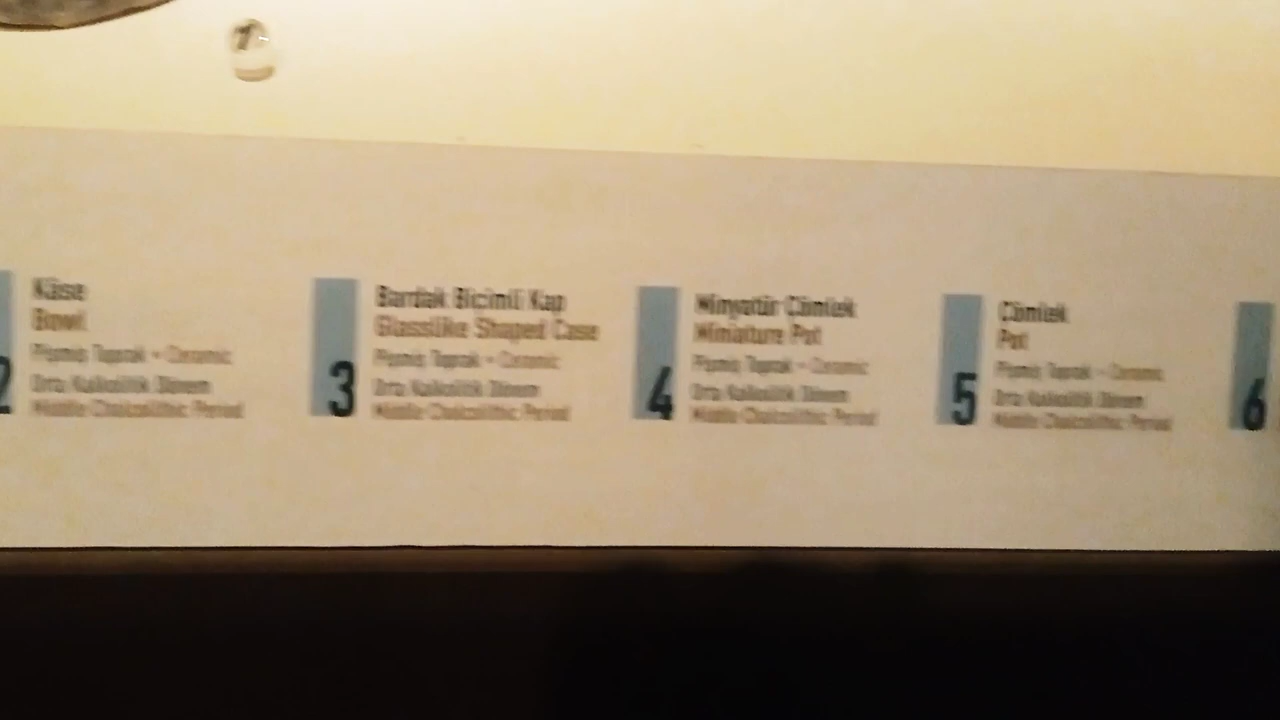 2
Kâse
Bowl
Pişmiş Toprak - Ceramic
Orta Kalkolitik Dönem
Middle Chalcolithic Period
3
Bardak Biçimli Kap
Glasslike Shaped Case
Pişmiş Toprak - Ceramic
Orta Kalkolitik Dönem
Middle Chalcolithic Period
4
Minyatür Çömlek
Miniature Pot
Pişmiş Toprak - Ceramic
Orta Kalkolitik Dönem
Middle Chalcolithic Period
5
Çömlek
Pot
Pişmiş Toprak - Ceramic
Orta Kalkolitik Dönem
Middle Chalcolithic Period
6